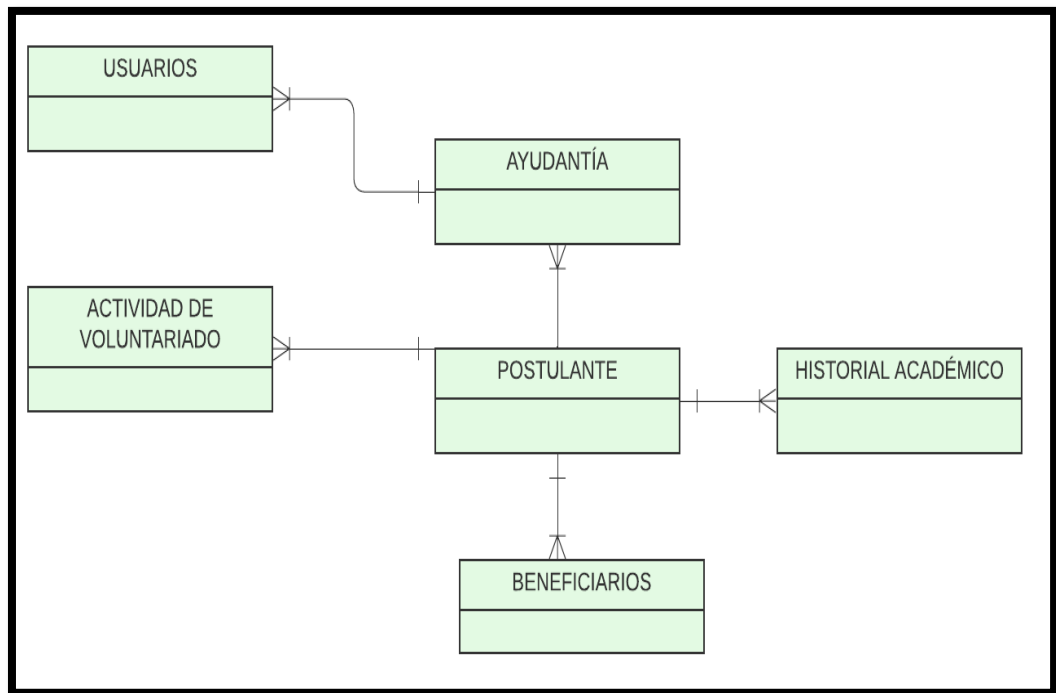 USUARIOS
AYUDANTÍA
ACTIVIDAD DE
VOLUNTARIADO
POSTULANTE
HISTORIAL ACADÉMICO
BENEFICIARIOS